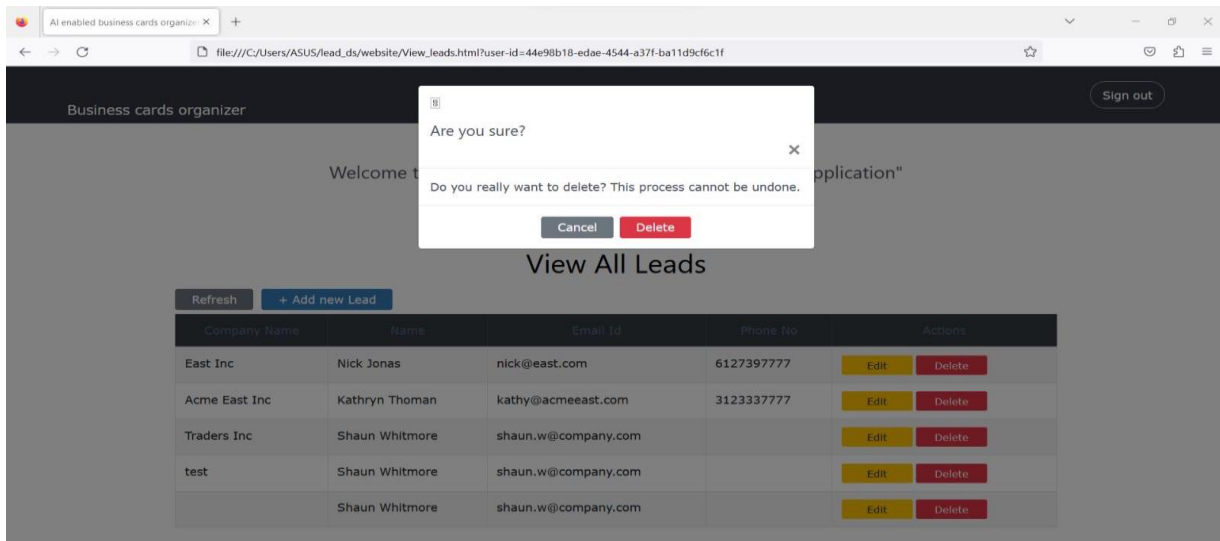 AI enabled business cards organize
file:///C:/Users/ASUS/lead_ds/website/View_leads.html?user-id=44e98b18-edae-4544-a37f-ba11d9cf6c1f
Business cards organizer
Sign out
Are you sure?
Welcome t
pplication"
Do you really want to delete? This process cannot be undone.
Cancel Delete
View All Leads
Refresh + Add new Lead
Company Name Name Email Id Phone No Actions
East Inc Nick Jonas nick@east.com 6127397777 Edit Delete
Acme East Inc Kathryn Thoman kathy@acmeeast.com 3123337777 Edit Delete
Traders Inc Shaun Whitmore shaun.w@company.com Edit Delete
test Shaun Whitmore shaun.w@company.com Edit Delete
Shaun Whitmore shaun.w@company.com Edit Delete